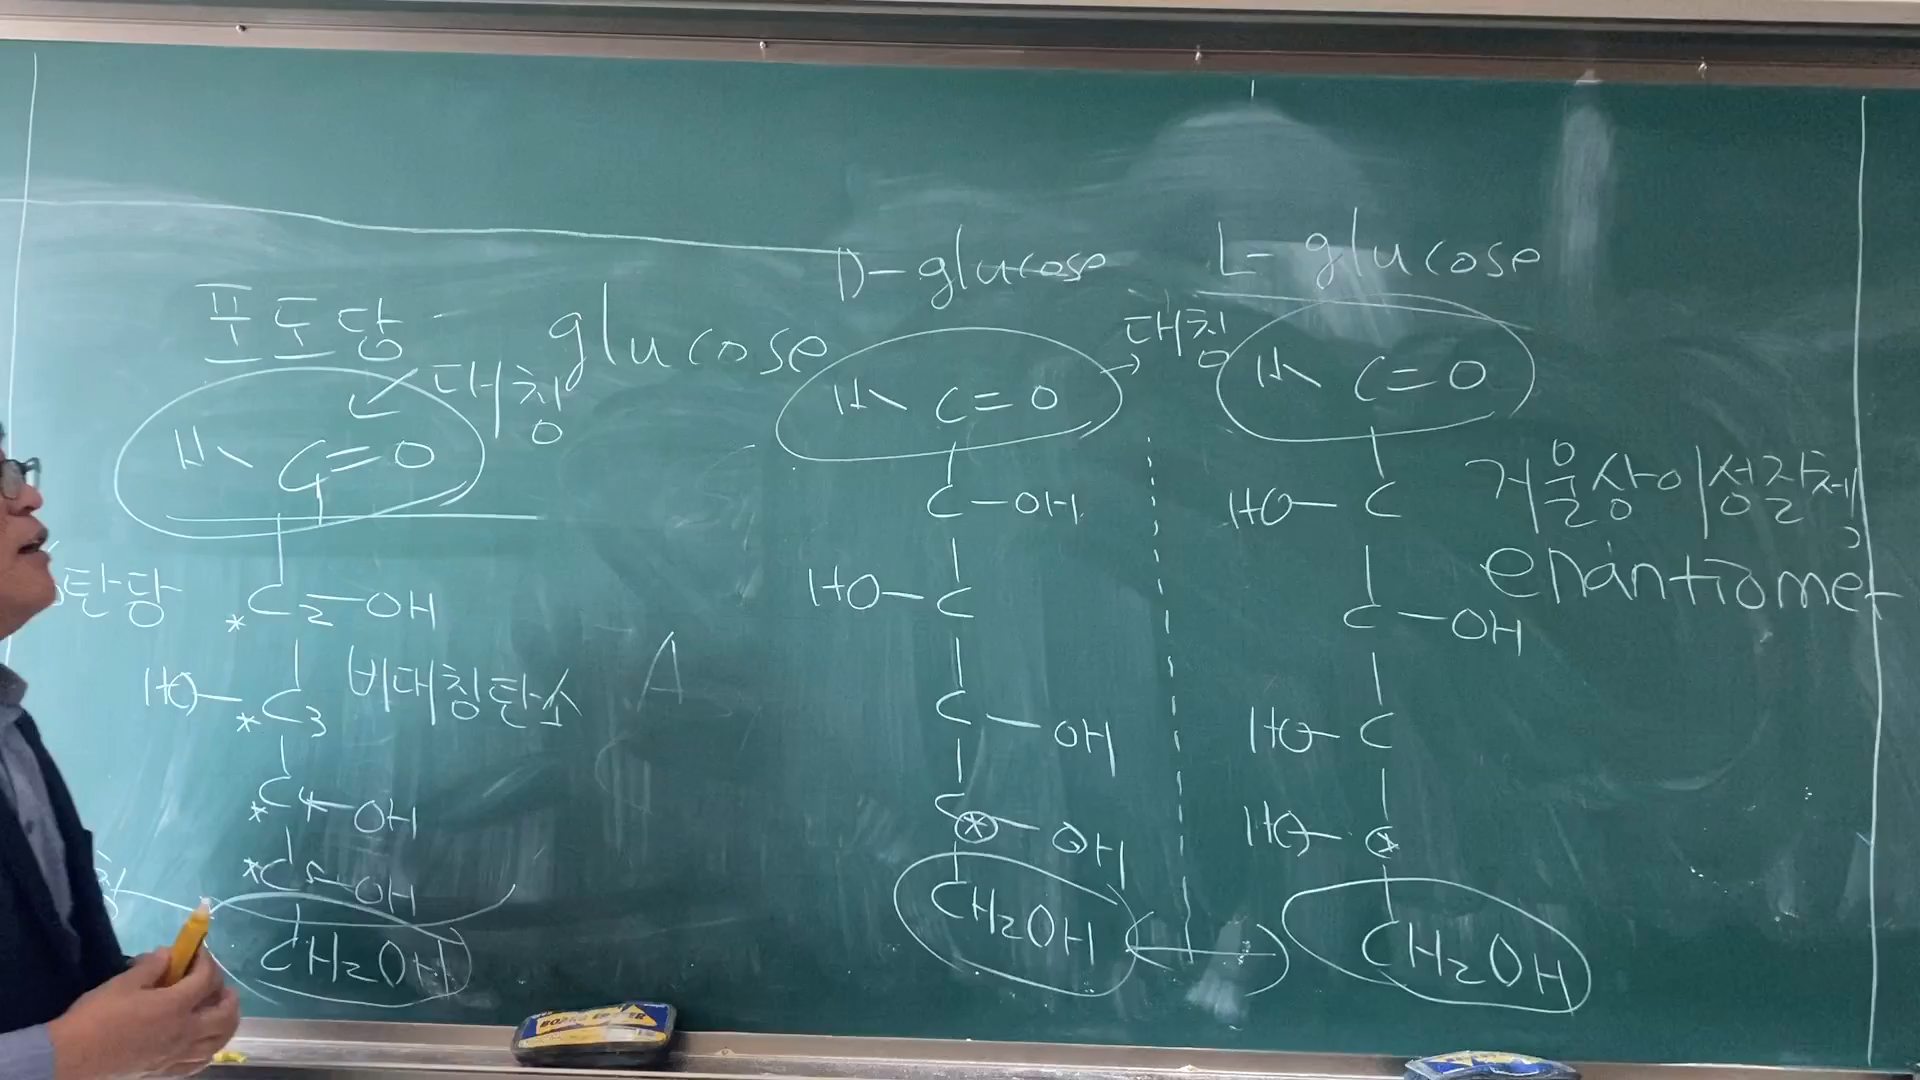 포도당 glucose
대칭
H\ C=O
6탄당
*C2-OH
HO-*C3 비대칭탄소 A
*C4-OH
*C5-OH
CH2OH
D-glucose
H\ C=O 대칭
C-OH
HO-C
C-OH
C*-OH
CH2OH
L-glucose
H\ C=O
HO-C
C-OH
HO-C
HO-C*
CH2OH
거울상이성질체
enantiomer